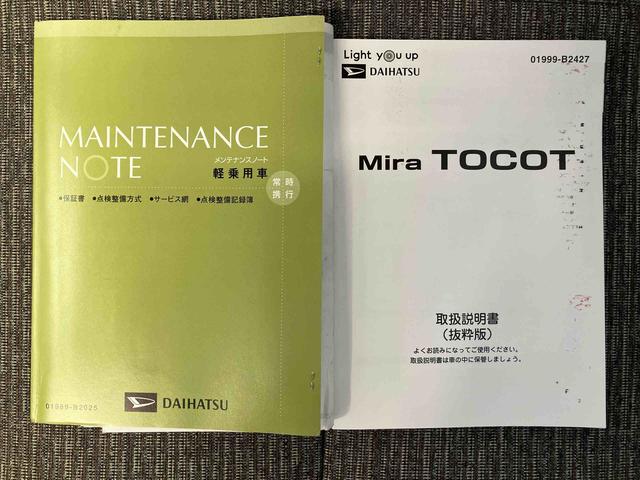 MAINTENANCE
NOTE
メンテナンスノート
軽乗用車
常時
携行
●保証書 ●点検整備方式 ●サービス網 ●点検整備記録簿
01999-B2025
DAIHATSU
Light you up
DAIHATSU
01999-B2427
Mira TOCOT
取扱説明書
（抜粋版）
よくお読みになってご使用ください。
取扱説明書は車の中に保管しましょう。